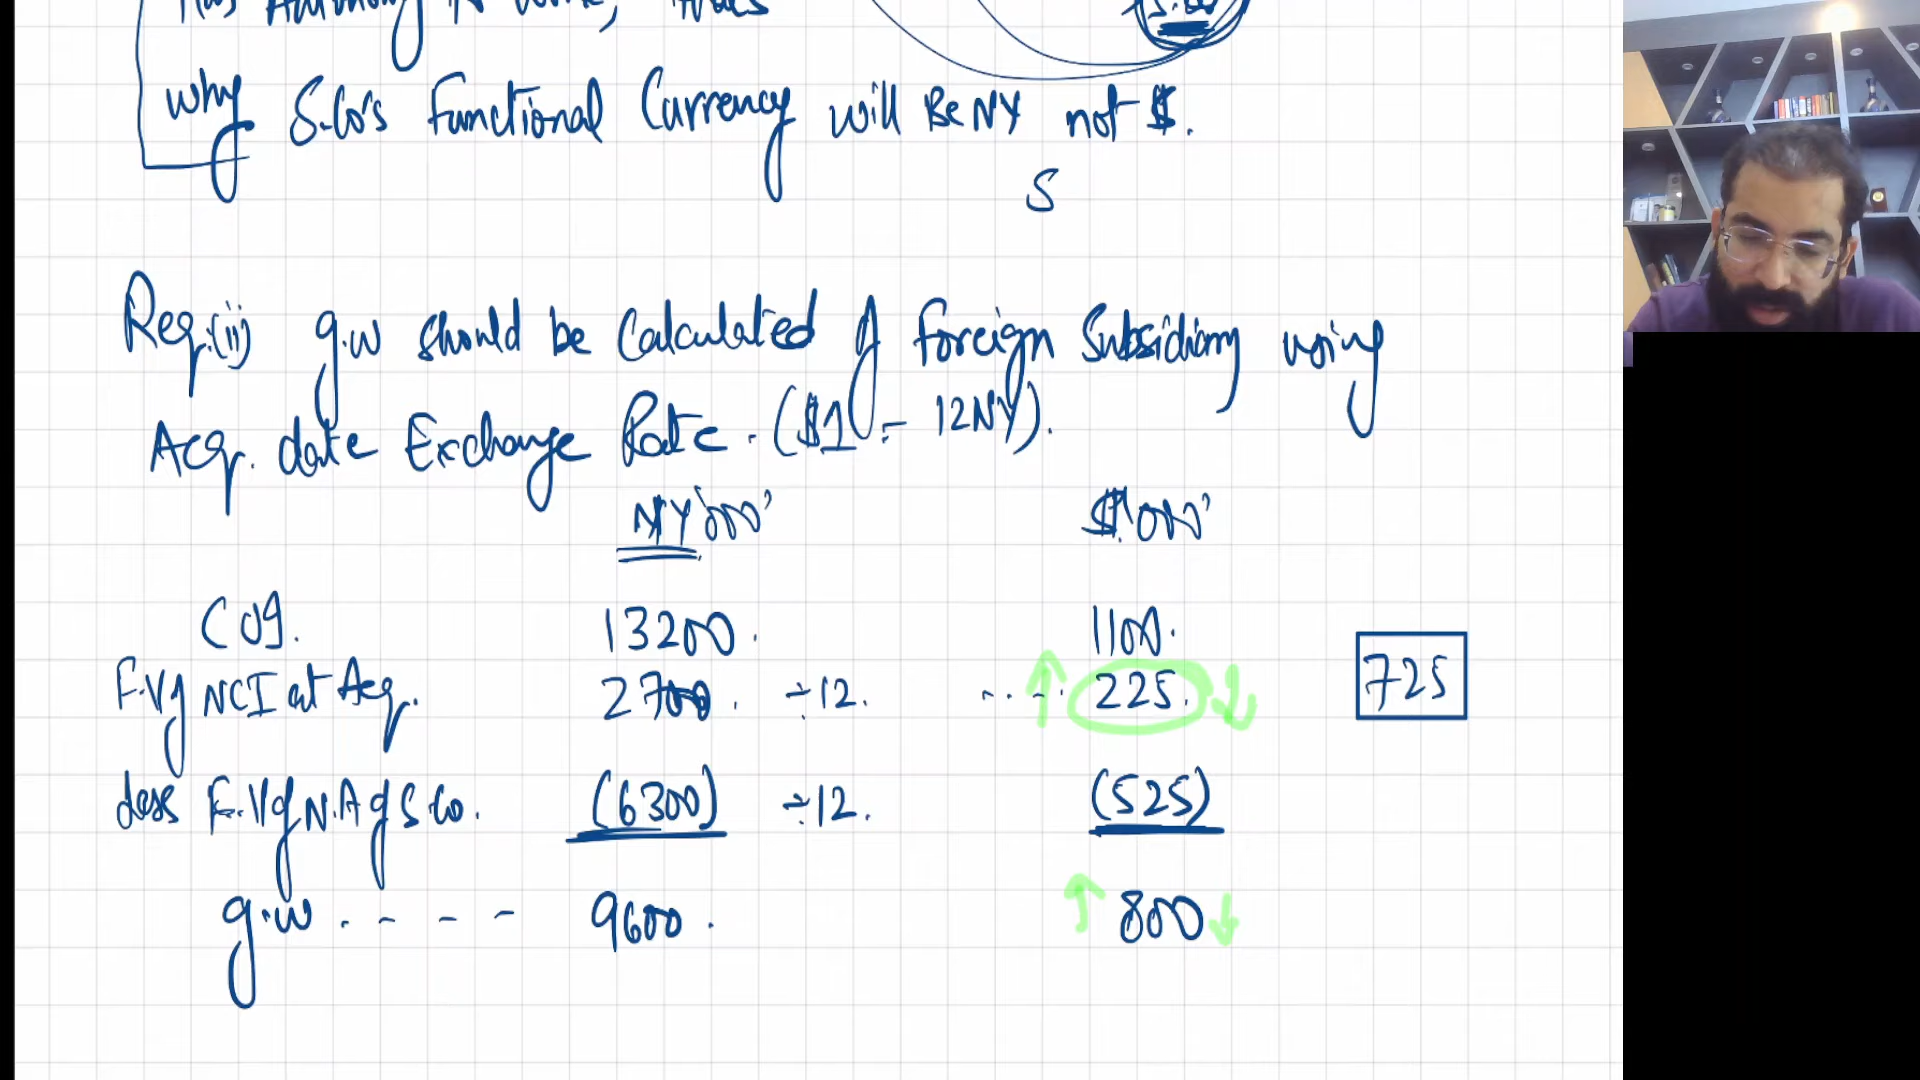 why S.Co's Functional Currency will Be NY not $.
S
Req.(ii) g.w should be Calculated of foreign Subsidiary using
Acq. date Exchange Rate. ($1 = 12NY).
NY'000' $'000'
COI. 13200. 1100.
F.V of NCI at Acq. 2700. ÷12. ... 225. 725
Less F.V of N.A of S.Co. (6300) ÷12. (525)
g.w. - - - 9600. 800